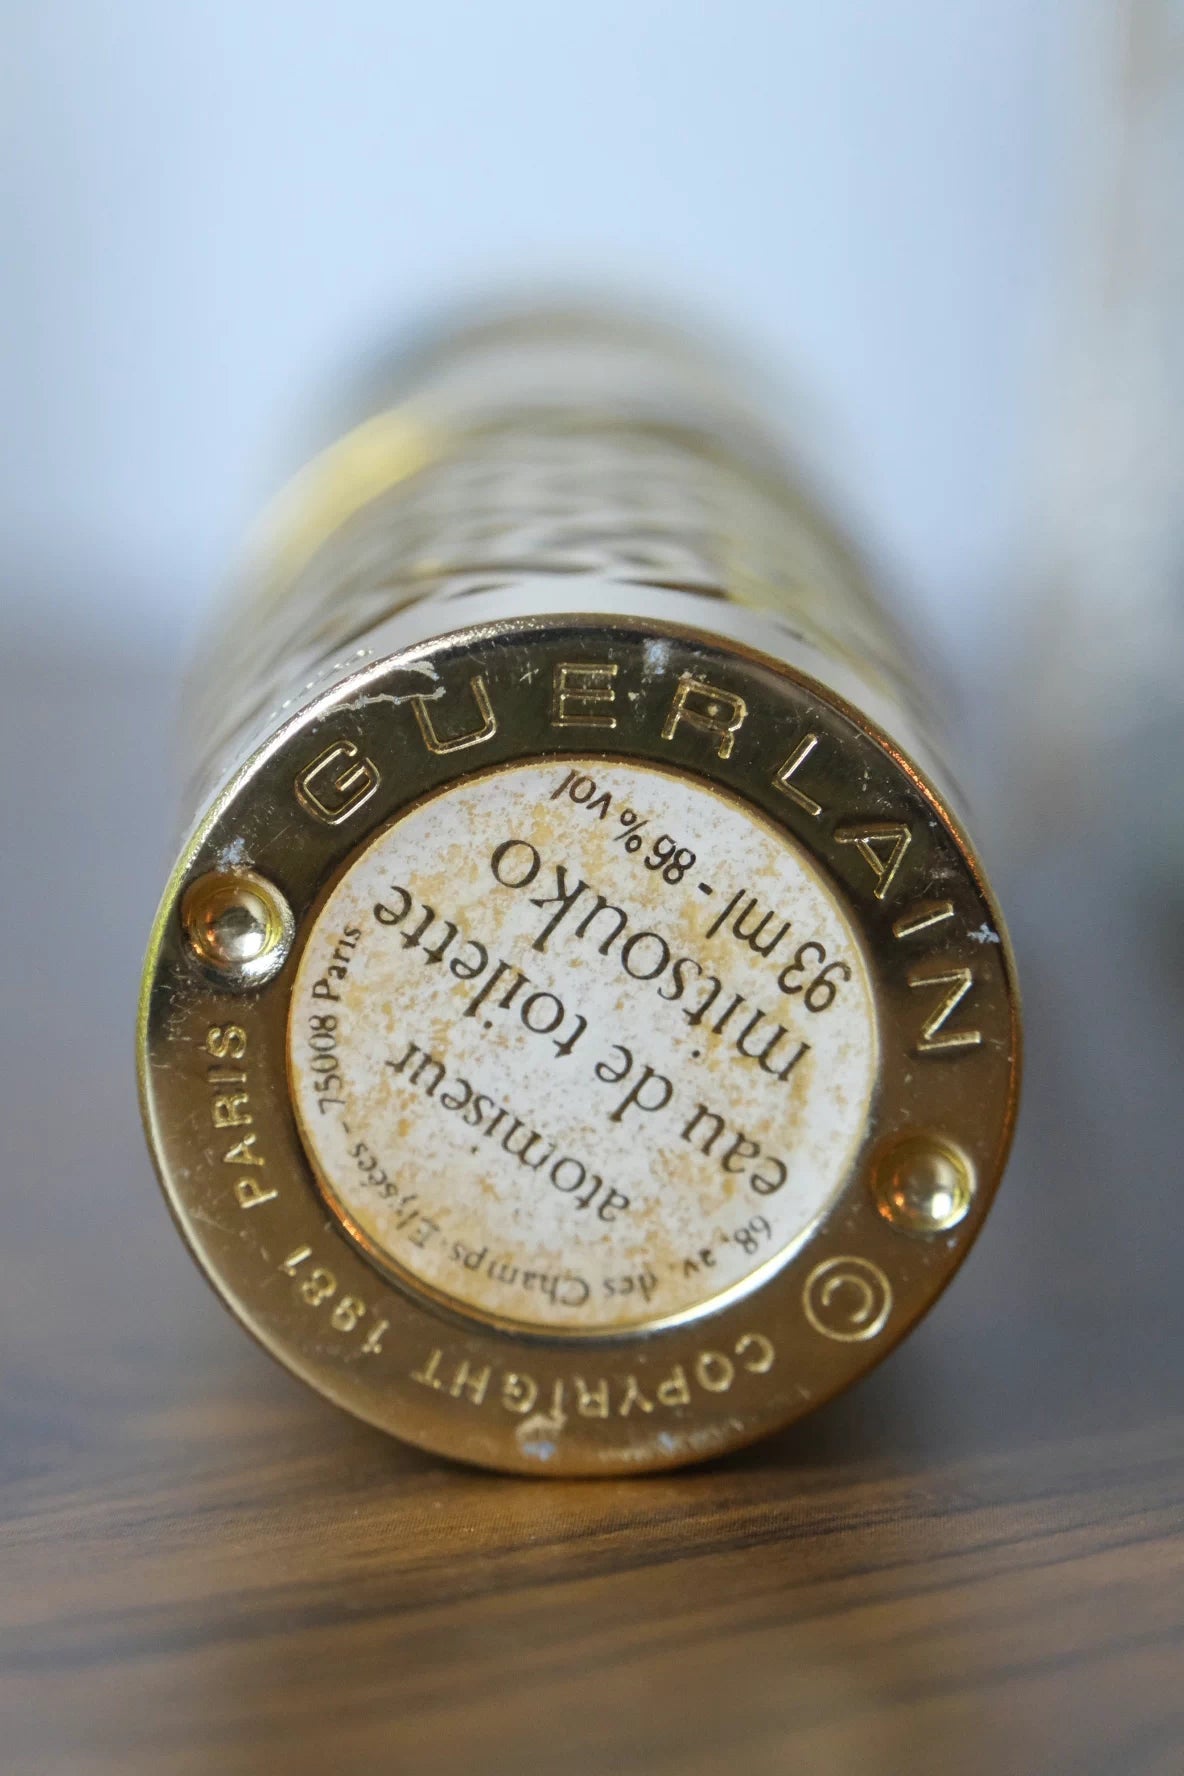 GUERLAIN
© COPYRIGHT 1981 PARIS
atomiseur
eau de toilette
mitsouko
93 ml - 86 % vol
68, av. des Champs Elysées - 75008 Paris